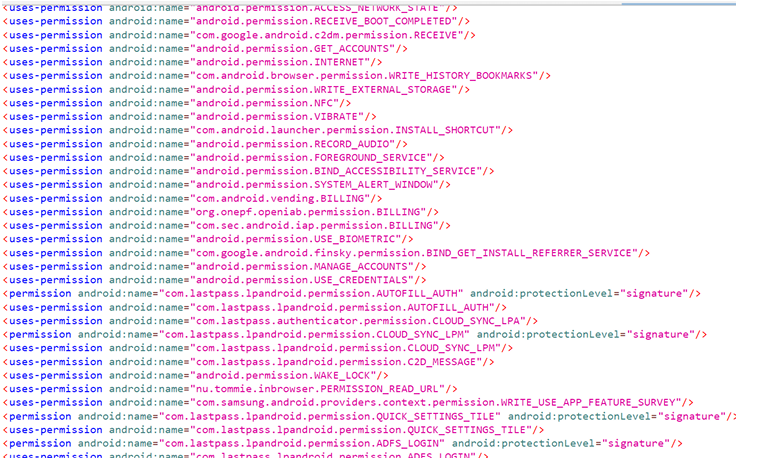 <uses-permission android:name="android.permission.ACCESS_NETWORK_STATE"/>
<uses-permission android:name="android.permission.RECEIVE_BOOT_COMPLETED"/>
<uses-permission android:name="com.google.android.c2dm.permission.RECEIVE"/>
<uses-permission android:name="android.permission.GET_ACCOUNTS"/>
<uses-permission android:name="android.permission.INTERNET"/>
<uses-permission android:name="com.android.browser.permission.WRITE_HISTORY_BOOKMARKS"/>
<uses-permission android:name="android.permission.WRITE_EXTERNAL_STORAGE"/>
<uses-permission android:name="android.permission.NFC"/>
<uses-permission android:name="android.permission.VIBRATE"/>
<uses-permission android:name="com.android.launcher.permission.INSTALL_SHORTCUT"/>
<uses-permission android:name="android.permission.RECORD_AUDIO"/>
<uses-permission android:name="android.permission.FOREGROUND_SERVICE"/>
<uses-permission android:name="android.permission.BIND_ACCESSIBILITY_SERVICE"/>
<uses-permission android:name="android.permission.SYSTEM_ALERT_WINDOW"/>
<uses-permission android:name="com.android.vending.BILLING"/>
<uses-permission android:name="org.onepf.openiab.permission.BILLING"/>
<uses-permission android:name="com.sec.android.iap.permission.BILLING"/>
<uses-permission android:name="android.permission.USE_BIOMETRIC"/>
<uses-permission android:name="com.google.android.finsky.permission.BIND_GET_INSTALL_REFERRER_SERVICE"/>
<uses-permission android:name="android.permission.MANAGE_ACCOUNTS"/>
<uses-permission android:name="android.permission.USE_CREDENTIALS"/>
<permission android:name="com.lastpass.lpandroid.permission.AUTOFILL_AUTH" android:protectionLevel="signature"/>
<uses-permission android:name="com.lastpass.lpandroid.permission.AUTOFILL_AUTH"/>
<uses-permission android:name="com.lastpass.authenticator.permission.CLOUD_SYNC_LPA"/>
<permission android:name="com.lastpass.lpandroid.permission.CLOUD_SYNC_LPM" android:protectionLevel="signature"/>
<uses-permission android:name="com.lastpass.lpandroid.permission.CLOUD_SYNC_LPM"/>
<uses-permission android:name="com.lastpass.lpandroid.permission.C2D_MESSAGE"/>
<uses-permission android:name="android.permission.WAKE_LOCK"/>
<uses-permission android:name="nu.tommie.inbrowser.PERMISSION_READ_URL"/>
<uses-permission android:name="com.samsung.android.providers.context.permission.WRITE_USE_APP_FEATURE_SURVEY"/>
<permission android:name="com.lastpass.lpandroid.permission.QUICK_SETTINGS_TILE" android:protectionLevel="signature"/>
<uses-permission android:name="com.lastpass.lpandroid.permission.QUICK_SETTINGS_TILE"/>
<permission android:name="com.lastpass.lpandroid.permission.ADFS_LOGIN" android:protectionLevel="signature"/>
<uses-permission android:name="com.lastpass.lpandroid.permission.ADFS_LOGIN"/>